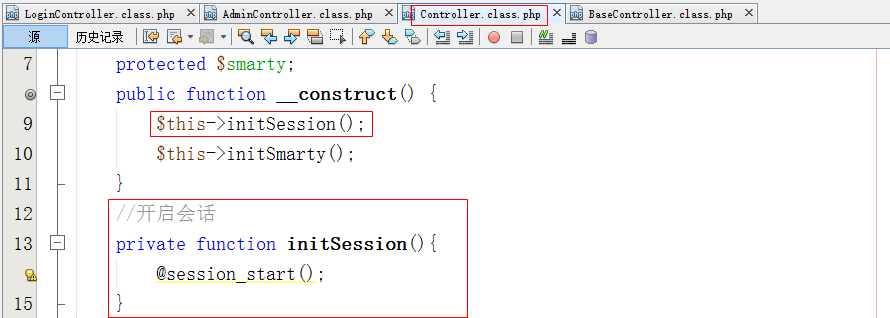 LoginController.class.php AdminController.class.php Controller.class.php BaseController.class.php
源 历史记录
7 protected $smarty;
public function __construct() {
9 $this->initSession();
10 $this->initSmarty();
11 }
12 //开启会话
13 private function initSession(){
@session_start();
15 }